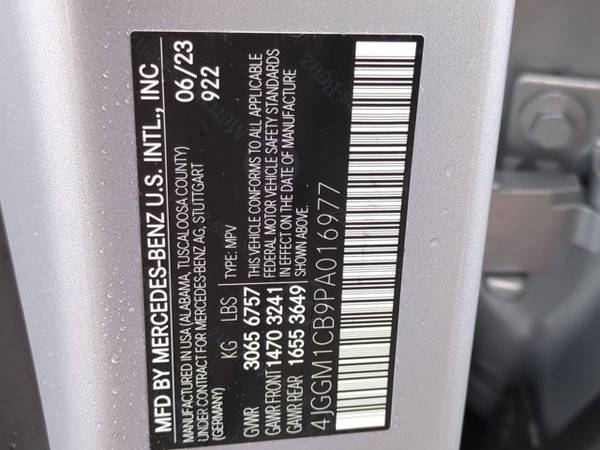 MFD BY MERCEDES-BENZ U.S. INTL., INC.
MANUFACTURED IN USA (ALABAMA, TUSCALOOSA COUNTY)
UNDER CONTRACT FOR MERCEDES-BENZ AG, STUTTGART
(GERMANY)
06/23
922
KG LBS TYPE: MPV
GVWR 3065 6757
GAWR FRONT 1470 3241
GAWR REAR 1655 3649
THIS VEHICLE CONFORMS TO ALL APPLICABLE
FEDERAL MOTOR VEHICLE SAFETY STANDARDS
IN EFFECT ON THE DATE OF MANUFACTURE
SHOWN ABOVE.
4JGGM1CB9PA016977